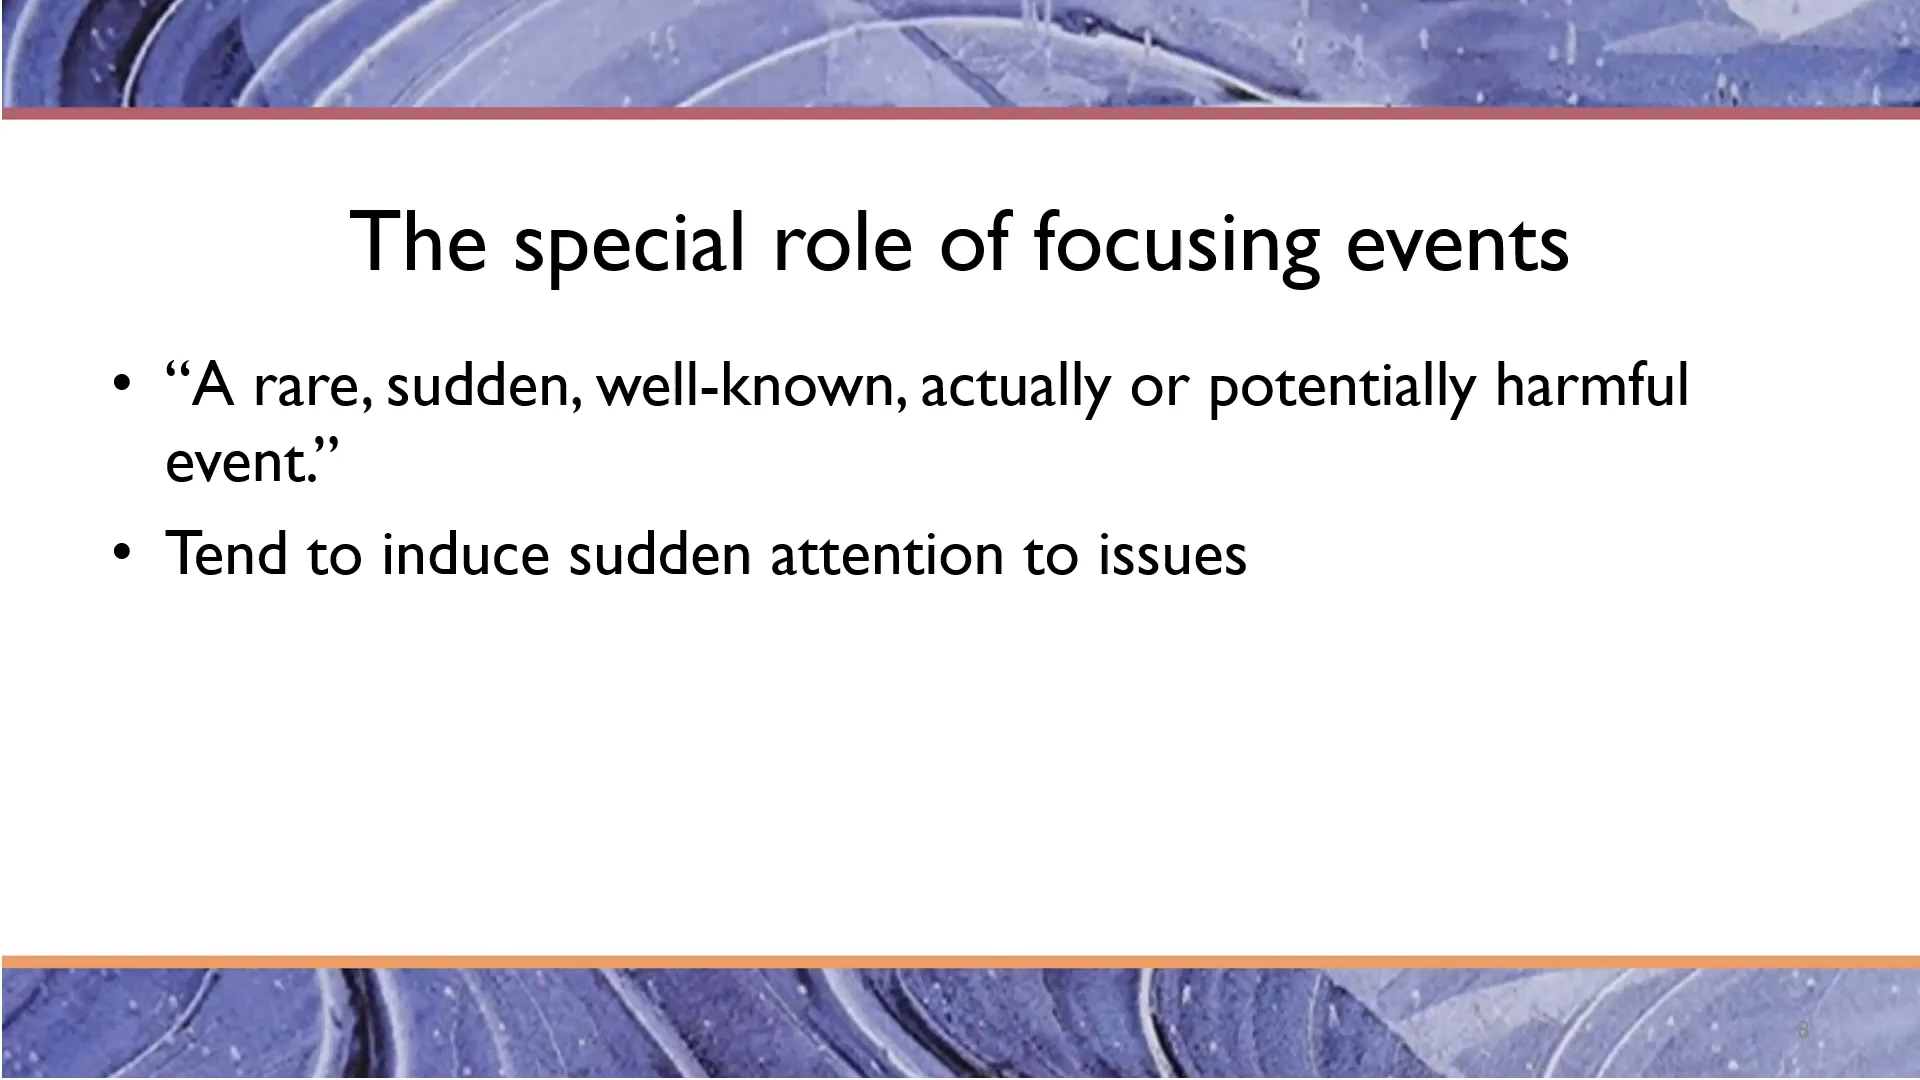 The special role of focusing events
• “A rare, sudden, well-known, actually or potentially harmful
event.”
• Tend to induce sudden attention to issues